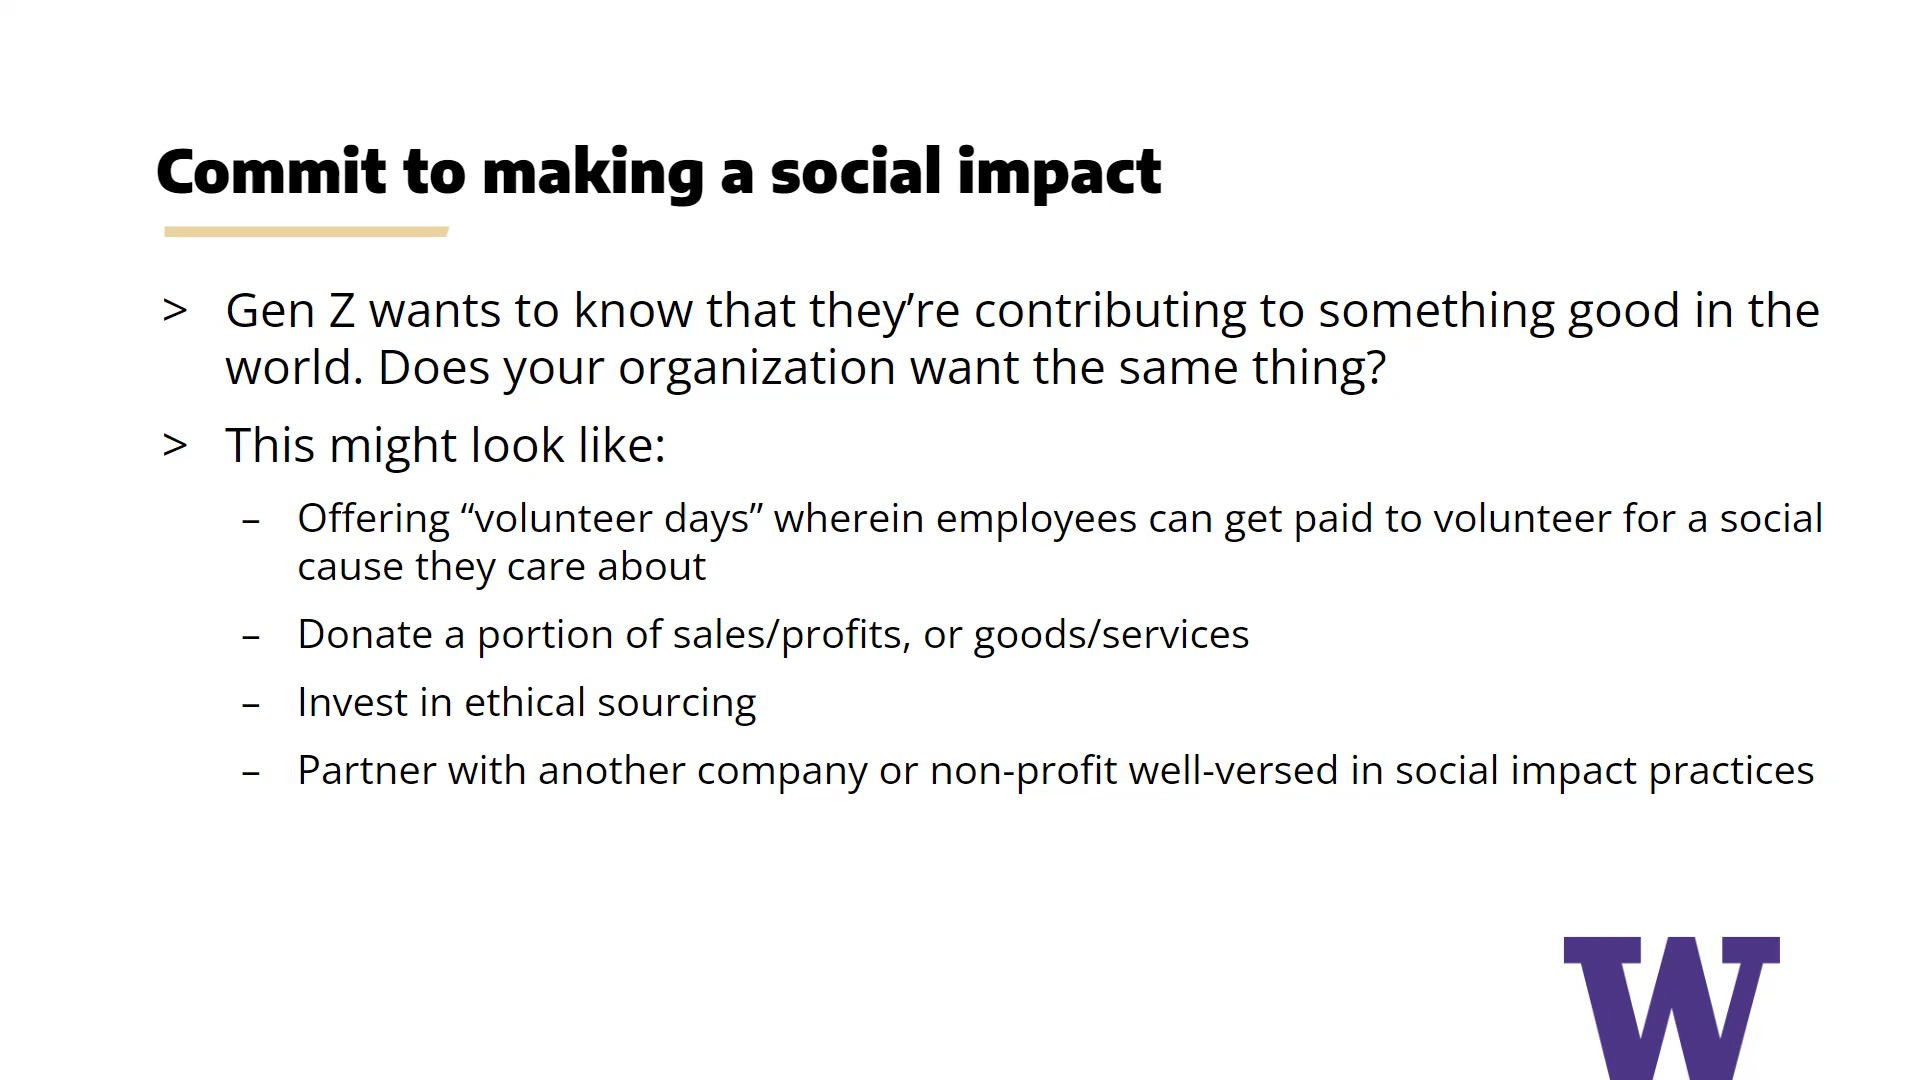 Commit to making a social impact
> Gen Z wants to know that they’re contributing to something good in the
world. Does your organization want the same thing?
> This might look like:
– Offering “volunteer days” wherein employees can get paid to volunteer for a social
cause they care about
– Donate a portion of sales/profits, or goods/services
– Invest in ethical sourcing
– Partner with another company or non-profit well-versed in social impact practices
W